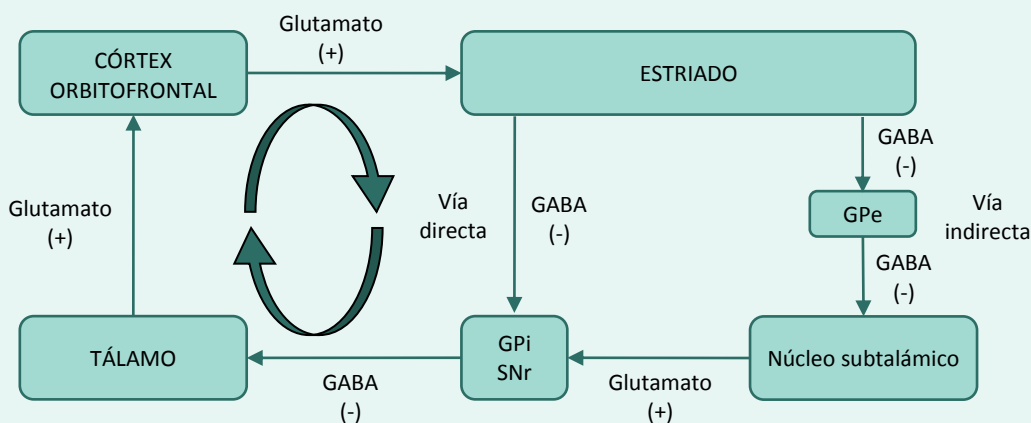 Glutamato
(+)
CÓRTEX
ORBITOFRONTAL
ESTRIADO
GABA
(-)
Glutamato
(+)
Vía
directa
GABA
(-)
GPe
Vía
indirecta
GABA
(-)
TÁLAMO
GPi
SNr
Núcleo subtalámico
GABA
(-)
Glutamato
(+)